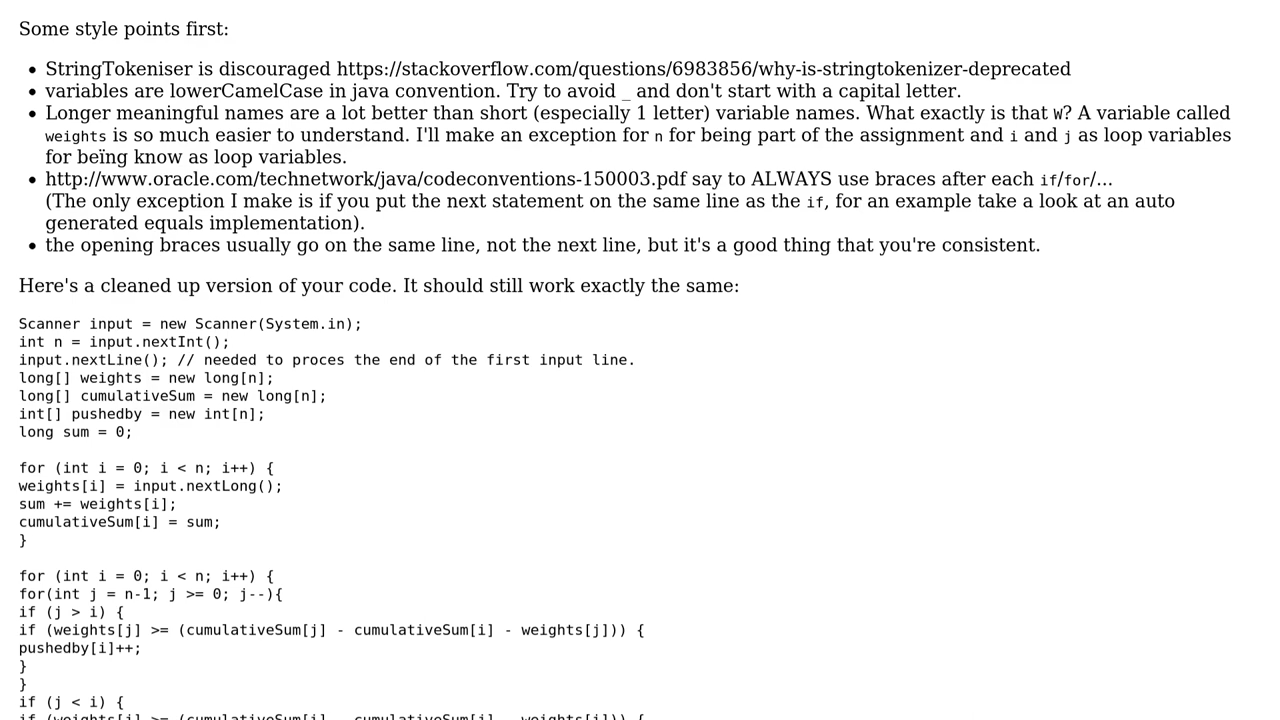 Some style points first:
StringTokeniser is discouraged https://stackoverflow.com/questions/6983856/why-is-stringtokenizer-deprecated
variables are lowerCamelCase in java convention. Try to avoid _ and don't start with a capital letter.
Longer meaningful names are a lot better than short (especially 1 letter) variable names. What exactly is that W? A variable called
weights is so much easier to understand. I'll make an exception for n for being part of the assignment and i and j as loop variables
for beïng know as loop variables.
http://www.oracle.com/technetwork/java/codeconventions-150003.pdf say to ALWAYS use braces after each if/for/...
(The only exception I make is if you put the next statement on the same line as the if, for an example take a look at an auto
generated equals implementation).
the opening braces usually go on the same line, not the next line, but it's a good thing that you're consistent.
Here's a cleaned up version of your code. It should still work exactly the same:
Scanner input = new Scanner(System.in);
int n = input.nextInt();
input.nextLine(); // needed to proces the end of the first input line.
long[] weights = new long[n];
long[] cumulativeSum = new long[n];
int[] pushedby = new int[n];
long sum = 0;
for (int i = 0; i < n; i++) {
weights[i] = input.nextLong();
sum += weights[i];
cumulativeSum[i] = sum;
}
for (int i = 0; i < n; i++) {
for(int j = n-1; j >= 0; j--){
if (j > i) {
if (weights[j] >= (cumulativeSum[j] - cumulativeSum[i] - weights[j])) {
pushedby[i]++;
}
}
if (j < i) {